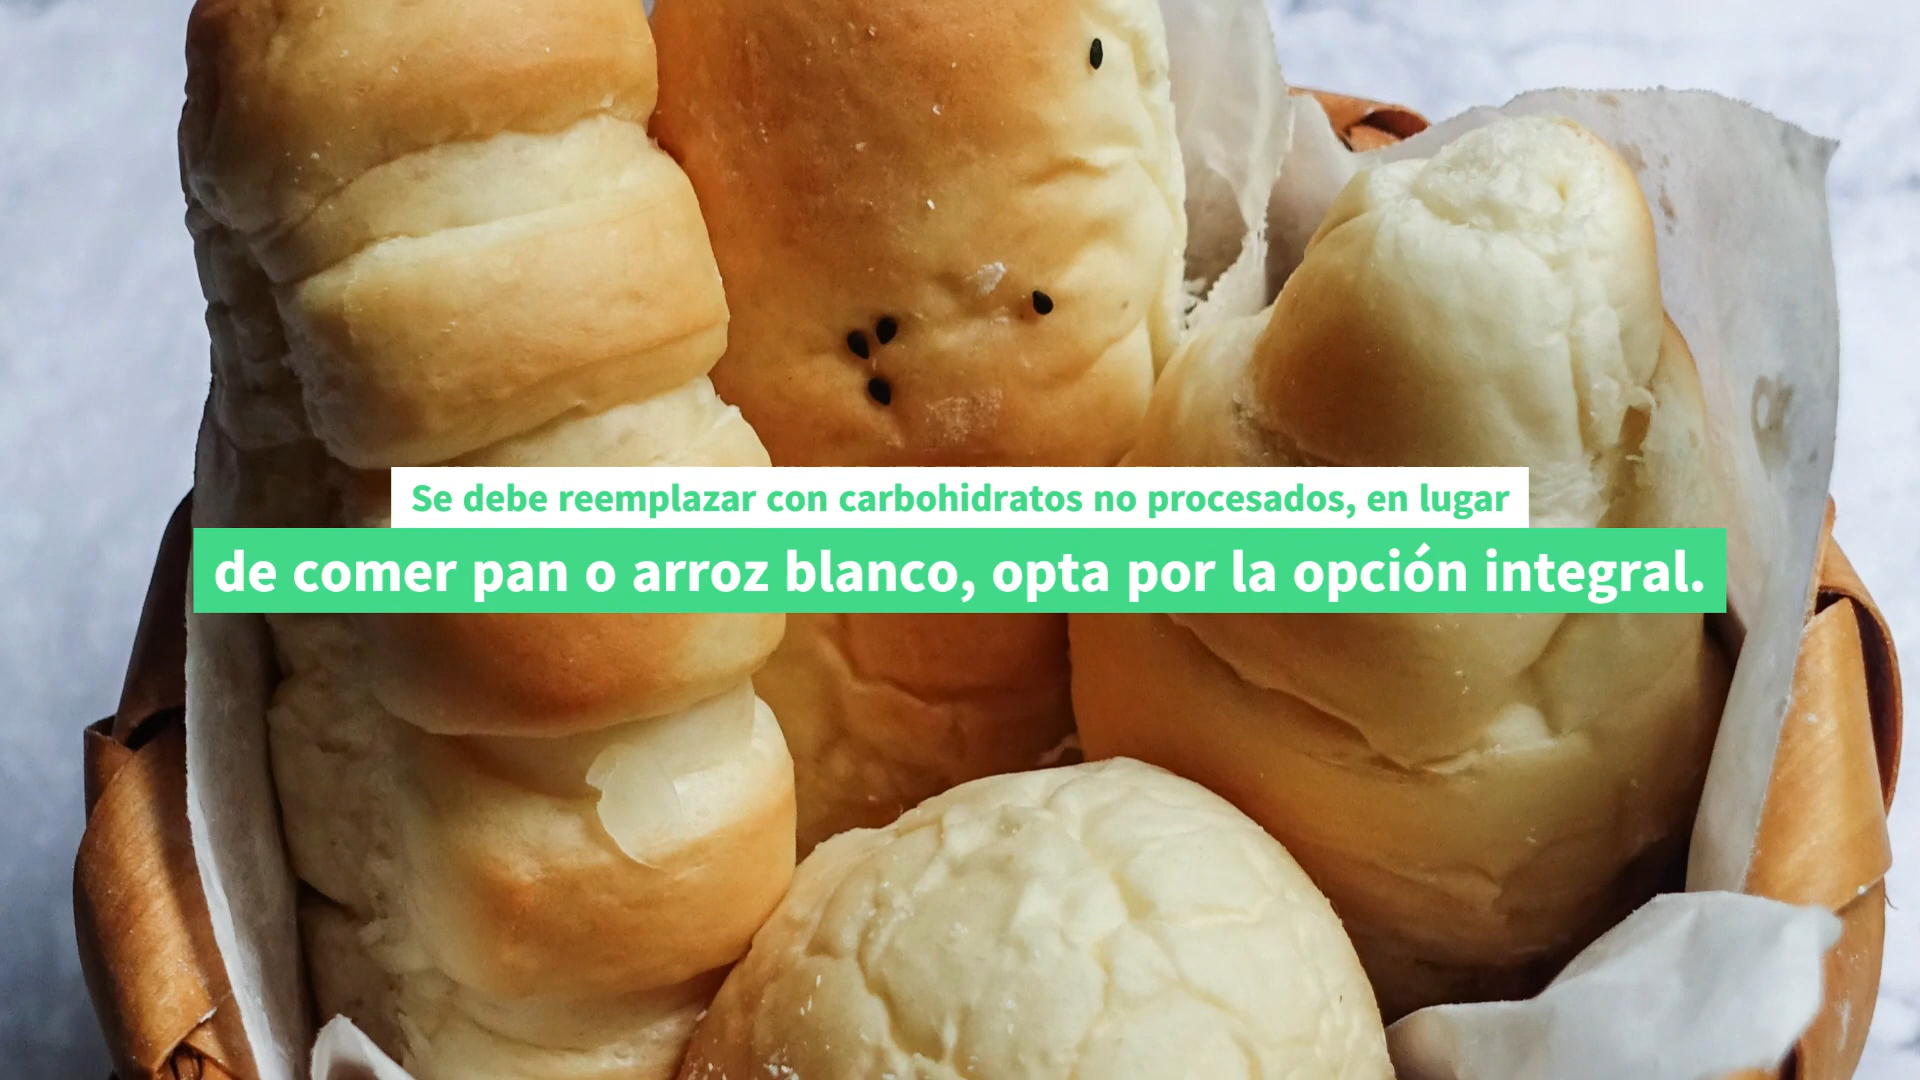 Se debe reemplazar con carbohidratos no procesados, en lugar
de comer pan o arroz blanco, opta por la opción integral.